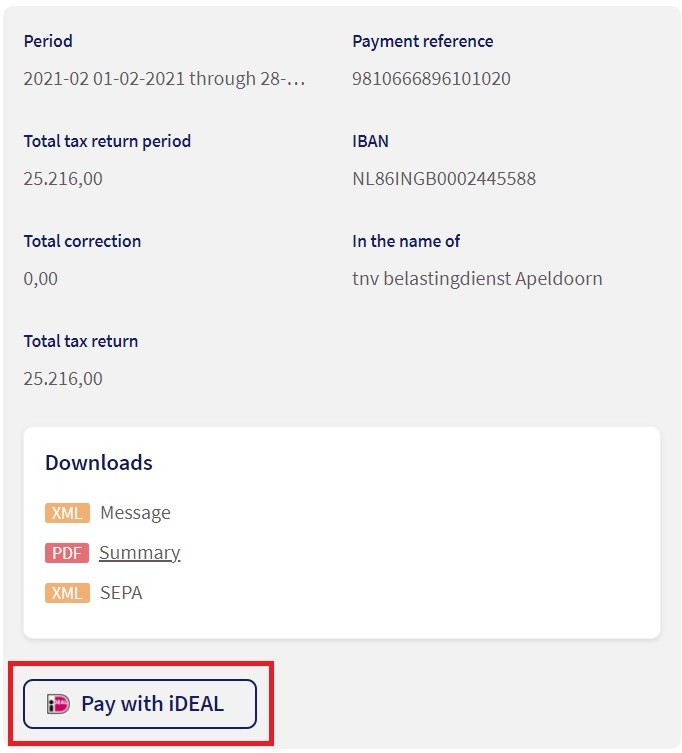 Period
2021-02 01-02-2021 through 28-...
Payment reference
9810666896101020
Total tax return period
25.216,00
IBAN
NL86INGB0002445588
Total correction
0,00
In the name of
tnv belastingdienst Apeldoorn
Total tax return
25.216,00
Downloads
XML Message
PDF Summary
XML SEPA
Pay with iDEAL